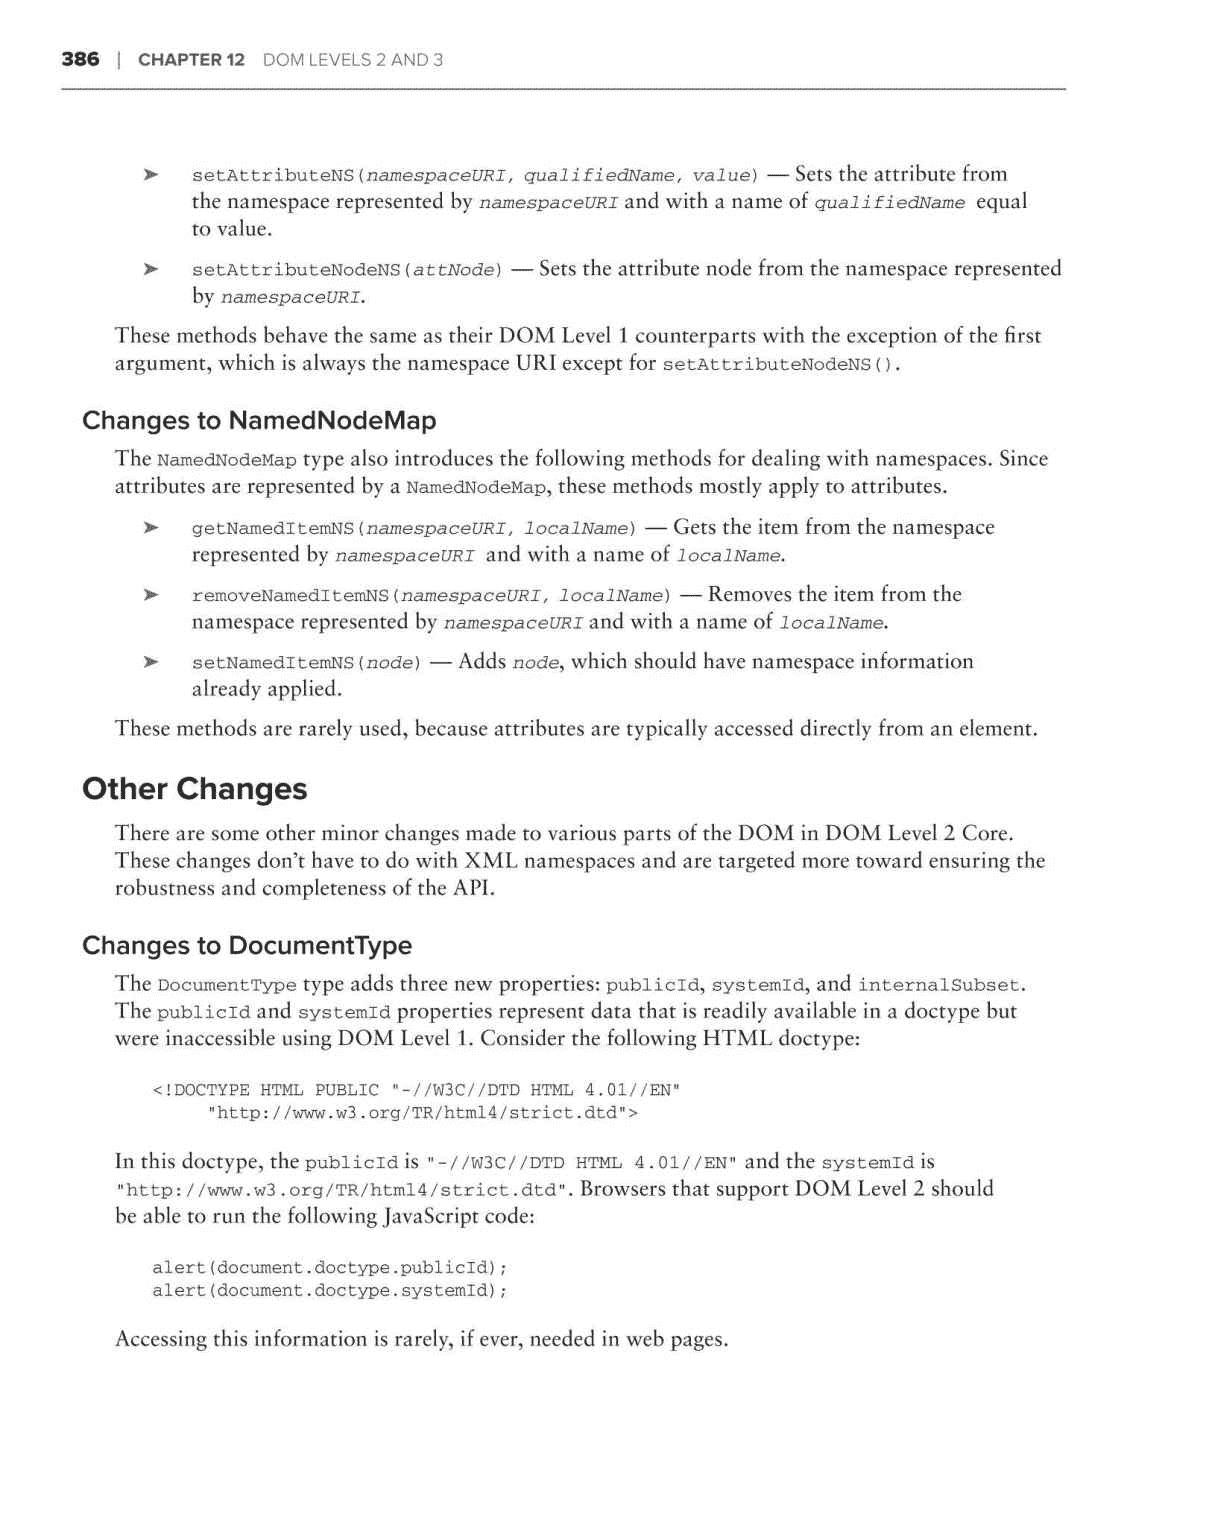 386 | CHAPTER 12 DOM LEVELS 2 AND 3
➤ setAttributeNS(namespaceURI, qualifiedName, value) — Sets the attribute from
the namespace represented by namespaceURI and with a name of qualifiedName equal
to value.
➤ setAttributeNodeNS(attNode) — Sets the attribute node from the namespace represented
by namespaceURI.
These methods behave the same as their DOM Level 1 counterparts with the exception of the first
argument, which is always the namespace URI except for setAttributeNodeNS().
Changes to NamedNodeMap
The NamedNodeMap type also introduces the following methods for dealing with namespaces. Since
attributes are represented by a NamedNodeMap, these methods mostly apply to attributes.
➤ getNamedItemNS(namespaceURI, localName) — Gets the item from the namespace
represented by namespaceURI and with a name of localName.
➤ removeNamedItemNS(namespaceURI, localName) — Removes the item from the
namespace represented by namespaceURI and with a name of localName.
➤ setNamedItemNS(node) — Adds node, which should have namespace information
already applied.
These methods are rarely used, because attributes are typically accessed directly from an element.
Other Changes
There are some other minor changes made to various parts of the DOM in DOM Level 2 Core.
These changes don't have to do with XML namespaces and are targeted more toward ensuring the
robustness and completeness of the API.
Changes to DocumentType
The DocumentType type adds three new properties: publicId, systemId, and internalSubset.
The publicId and systemId properties represent data that is readily available in a doctype but
were inaccessible using DOM Level 1. Consider the following HTML doctype:
<!DOCTYPE HTML PUBLIC "-//W3C//DTD HTML 4.01//EN"
"http://www.w3.org/TR/html4/strict.dtd">
In this doctype, the publicId is "-//W3C//DTD HTML 4.01//EN" and the systemId is
"http://www.w3.org/TR/html4/strict.dtd". Browsers that support DOM Level 2 should
be able to run the following JavaScript code:
alert(document.doctype.publicId);
alert(document.doctype.systemId);
Accessing this information is rarely, if ever, needed in web pages.